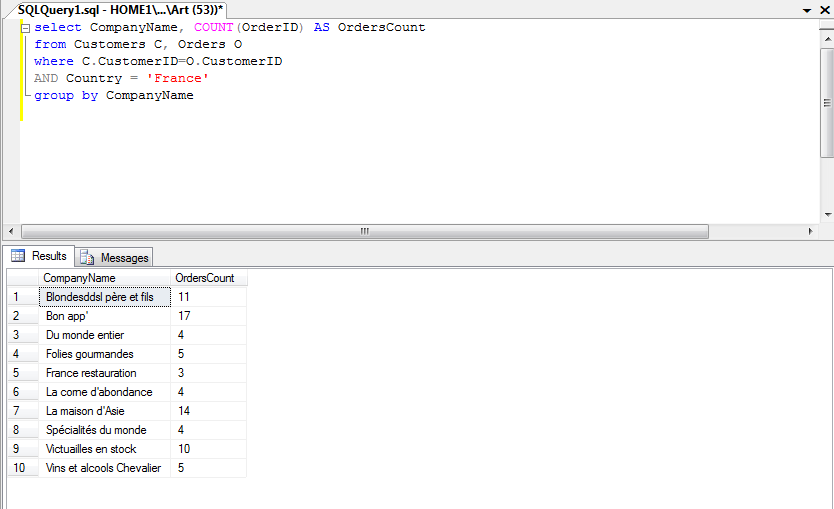 SQLQuery1.sql - HOME1\...\Art (53))*
select CompanyName, COUNT(OrderID) AS OrdersCount
from Customers C, Orders O
where C.CustomerID=O.CustomerID
AND Country = 'France'
group by CompanyName
Results Messages
CompanyName OrdersCount
1 Blondesddsl père et fils 11
2 Bon app' 17
3 Du monde entier 4
4 Folies gourmandes 5
5 France restauration 3
6 La corne d'abondance 4
7 La maison d'Asie 14
8 Spécialités du monde 4
9 Victuailles en stock 10
10 Vins et alcools Chevalier 5